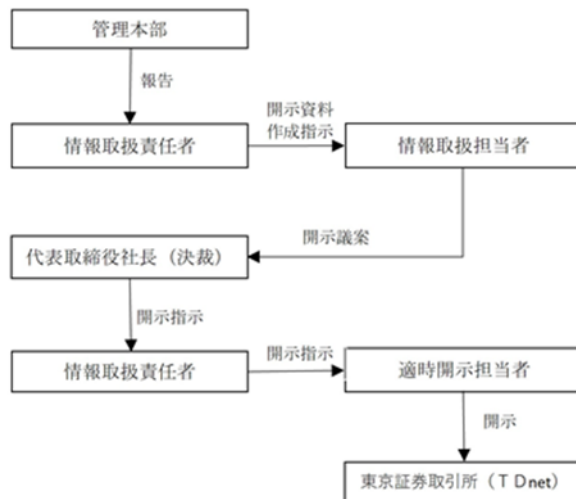 管理本部
報告
開示資料
作成指示
情報取扱責任者
情報取扱担当者
開示議案
代表取締役社長（決裁）
開示指示
情報取扱責任者
開示指示
適時開示担当者
開示
東京証券取引所（ＴＤnet）